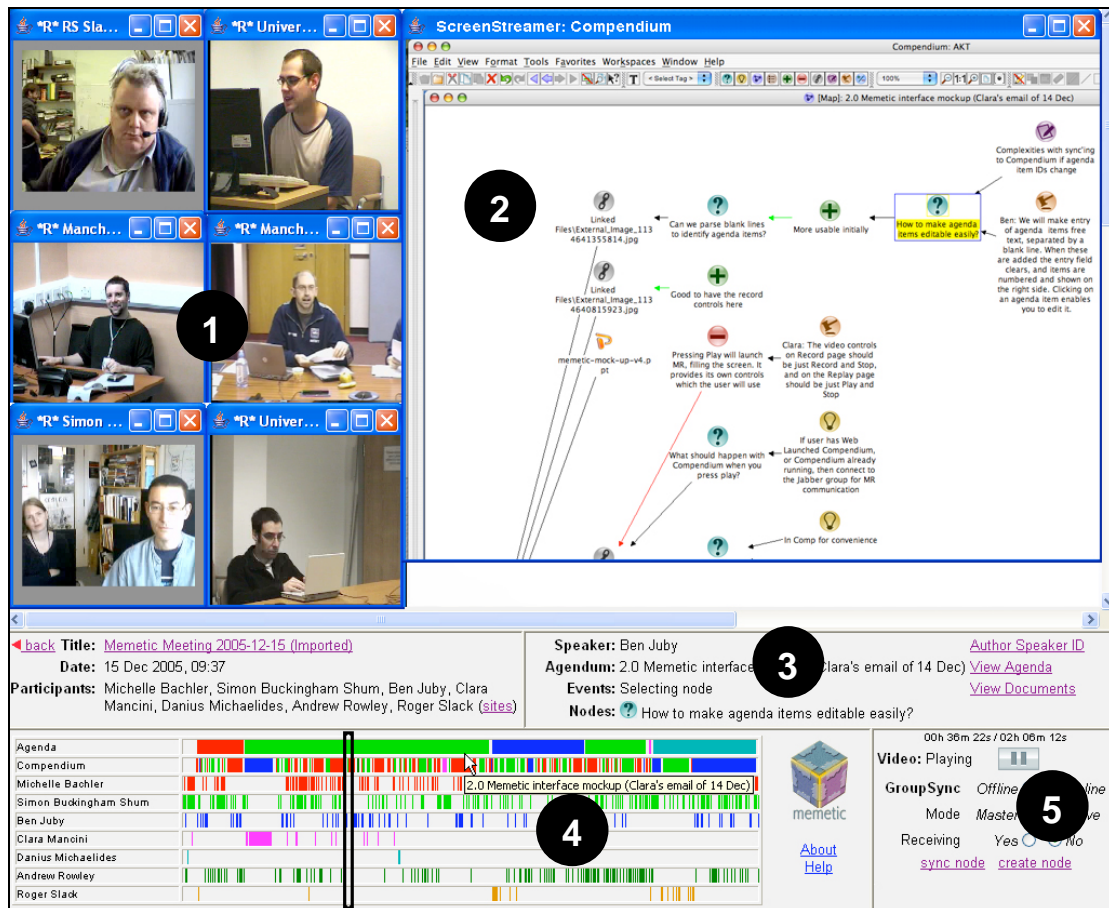 *R* RS Sla...
*R* Univer...
*R* Manch...
*R* Manch...
1
*R* Simon ...
*R* Univer...
ScreenStreamer: Compendium
Compendium: AKT
File Edit View Format Tools Favorites Workspaces Window Help
T < Select Tag > 100% 1:1
[Map]: 2.0 Memetic interface mockup (Clara's email of 14 Dec)
2
Complexities with sync'ing
to Compendium if agenda
item IDs change
Linked
Files\External_Image_113
4641355814.jpg
Can we parse blank lines
to identify agenda items?
More usable initially
How to make agenda
items editable easily?
Ben: We will make entry
of agenda items free
text, separated by a
blank line. When these
are added the entry field
clears, and items are
numbered and shown on
the right side. Clicking on
an agenda item enables
you to edit it.
Linked
Files\External_Image_113
4640815923.jpg
Good to have the record
controls here
memetic-mock-up-v4.p
pt
Pressing Play will launch
MR, filling the screen. It
provides its own controls
which the user will use
Clara: The video controls
on Record page should
be just Record and Stop,
and on the Replay page
should be just Play and
Stop
What should happen with
Compendium when you
press play?
If user has Web
Launched Compendium,
or Compendium already
running, then connect to
the Jabber group for MR
communication
In Comp for convenience
back Title: Memetic Meeting 2005-12-15 (Imported)
Date: 15 Dec 2005, 09:37
Participants: Michelle Bachler, Simon Buckingham Shum, Ben Juby, Clara
Mancini, Danius Michaelides, Andrew Rowley, Roger Slack (sites)
Speaker: Ben Juby
Author Speaker ID
Agendum: 2.0 Memetic interface (Clara's email of 14 Dec)
View Agenda
3
Events: Selecting node
View Documents
Nodes: ? How to make agenda items editable easily?
Agenda
Compendium
Michelle Bachler
2.0 Memetic interface mockup (Clara's email of 14 Dec)
Simon Buckingham Shum
Ben Juby
4
Clara Mancini
Danius Michaelides
Andrew Rowley
Roger Slack
memetic
About
Help
00h 36m 22s / 02h 06m 12s
Video: Playing
GroupSync Offline line
5
Mode Master ve
Receiving Yes No
sync node create node